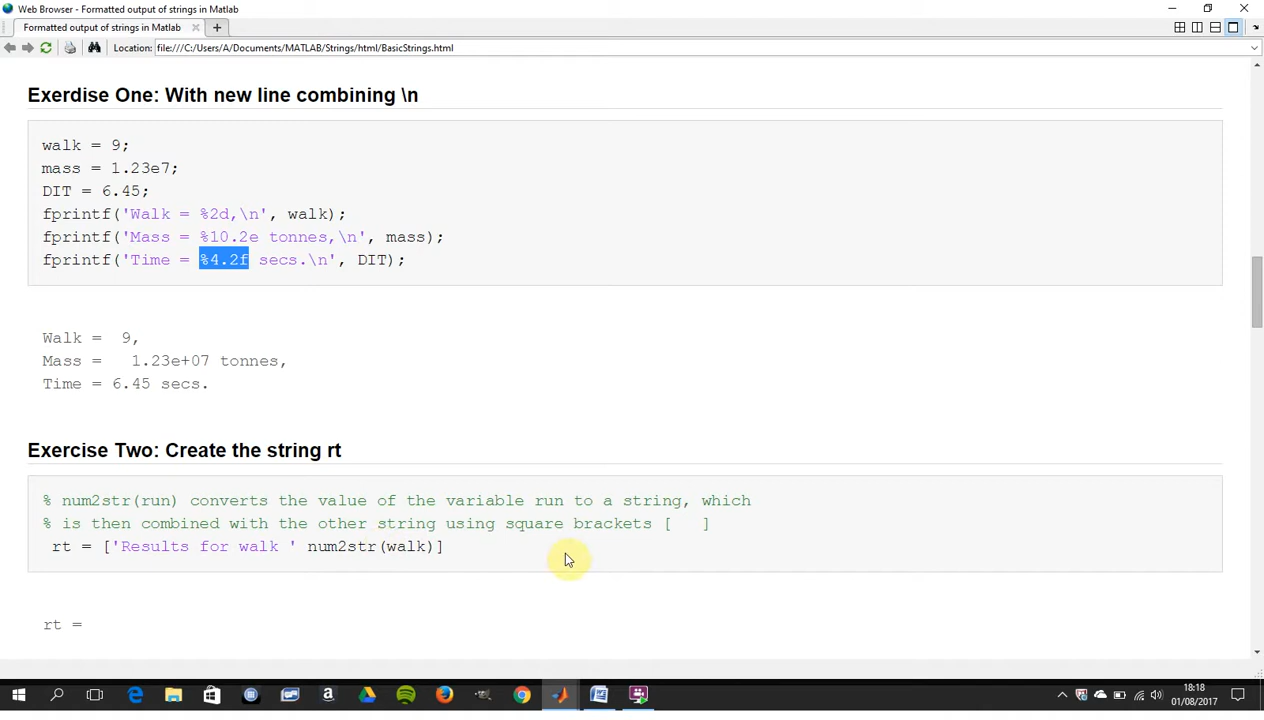 Web Browser - Formatted output of strings in Matlab
Formatted output of strings in Matlab
Location: file:///C:/Users/A/Documents/MATLAB/Strings/html/BasicStrings.html
Exerdise One: With new line combining \n
walk = 9;
mass = 1.23e7;
DIT = 6.45;
fprintf('Walk = %2d,\n', walk);
fprintf('Mass = %10.2e tonnes,\n', mass);
fprintf('Time = %4.2f secs.\n', DIT);
Walk =  9,
Mass =   1.23e+07 tonnes,
Time = 6.45 secs.
Exercise Two: Create the string rt
% num2str(run) converts the value of the variable run to a string, which
% is then combined with the other string using square brackets [   ]
rt = ['Results for walk ' num2str(walk)]
rt =
18:18
01/08/2017